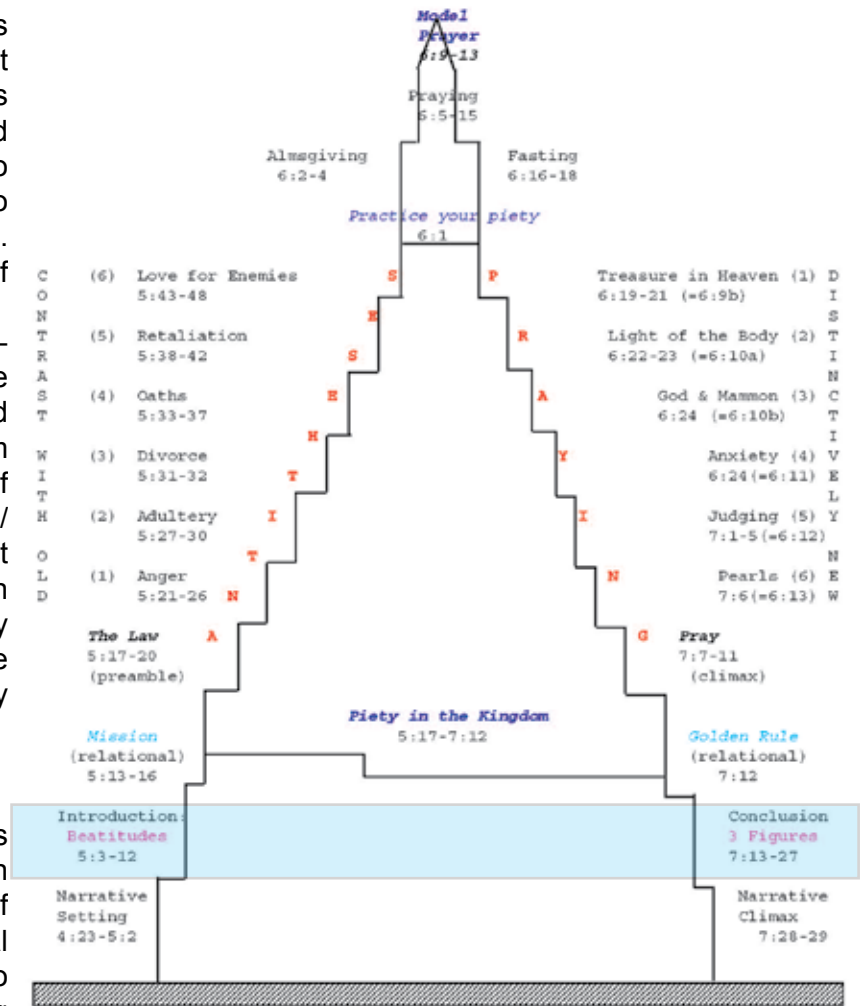 Model
Prayer
6:9-13
Praying
6:5-15
Almsgiving
6:2-4
Fasting
6:16-18
Practice your piety
6:1
CONTRAST WITH OLD
(6) Love for Enemies
5:43-48
(5) Retaliation
5:38-42
(4) Oaths
5:33-37
(3) Divorce
5:31-32
(2) Adultery
5:27-30
(1) Anger
5:21-26
ANTITHESES
The Law
5:17-20
(preamble)
PRAYING
Treasure in Heaven (1)
6:19-21 (=6:9b)
Light of the Body (2)
6:22-23 (=6:10a)
God & Mammon (3)
6:24 (=6:10b)
Anxiety (4)
6:24(=6:11)
Judging (5)
7:1-5(=6:12)
Pearls (6)
7:6(=6:13)
DISTINCTIVELY NEW
Pray
7:7-11
(climax)
Piety in the Kingdom
5:17-7:12
Mission
(relational)
5:13-16
Golden Rule
(relational)
7:12
Introduction:
Beatitudes
5:3-12
Conclusion
3 Figures
7:13-27
Narrative
Setting
4:23-5:2
Narrative
Climax
7:28-29